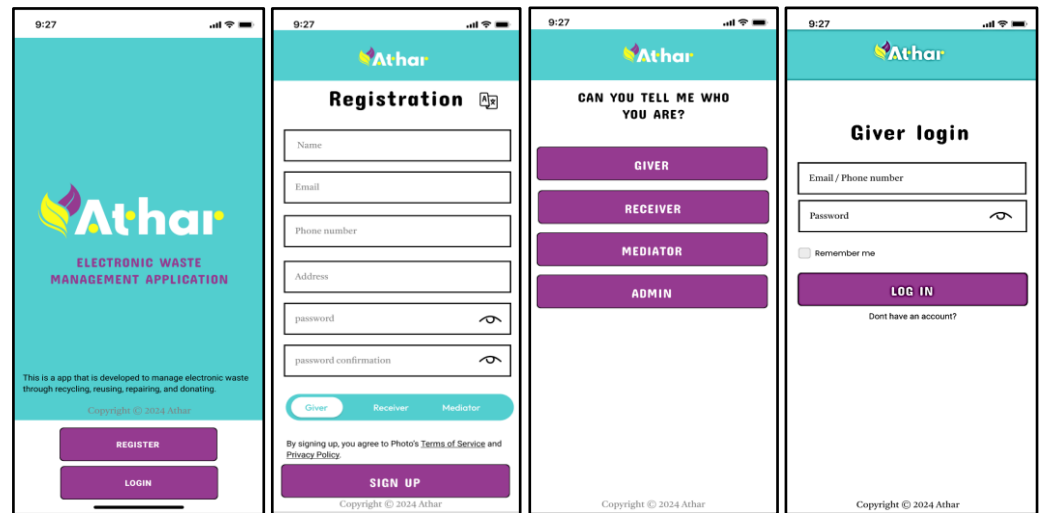 9:27
Athar
ELECTRONIC WASTE
MANAGEMENT APPLICATION
This is a app that is developed to manage electronic waste
through recycling, reusing, repairing, and donating.
Copyright © 2024 Athar
REGISTER
LOGIN
9:27
Athar
Registration
Name
Email
Phone number
Address
password
password confirmation
Giver Receiver Mediator
By signing up, you agree to Photo's Terms of Service and
Privacy Policy.
SIGN UP
Copyright © 2024 Athar
9:27
Athar
CAN YOU TELL ME WHO
YOU ARE?
GIVER
RECEIVER
MEDIATOR
ADMIN
Copyright © 2024 Athar
9:27
Athar
Giver login
Email / Phone number
Password
Remember me
LOG IN
Dont have an account?
Copyright © 2024 Athar